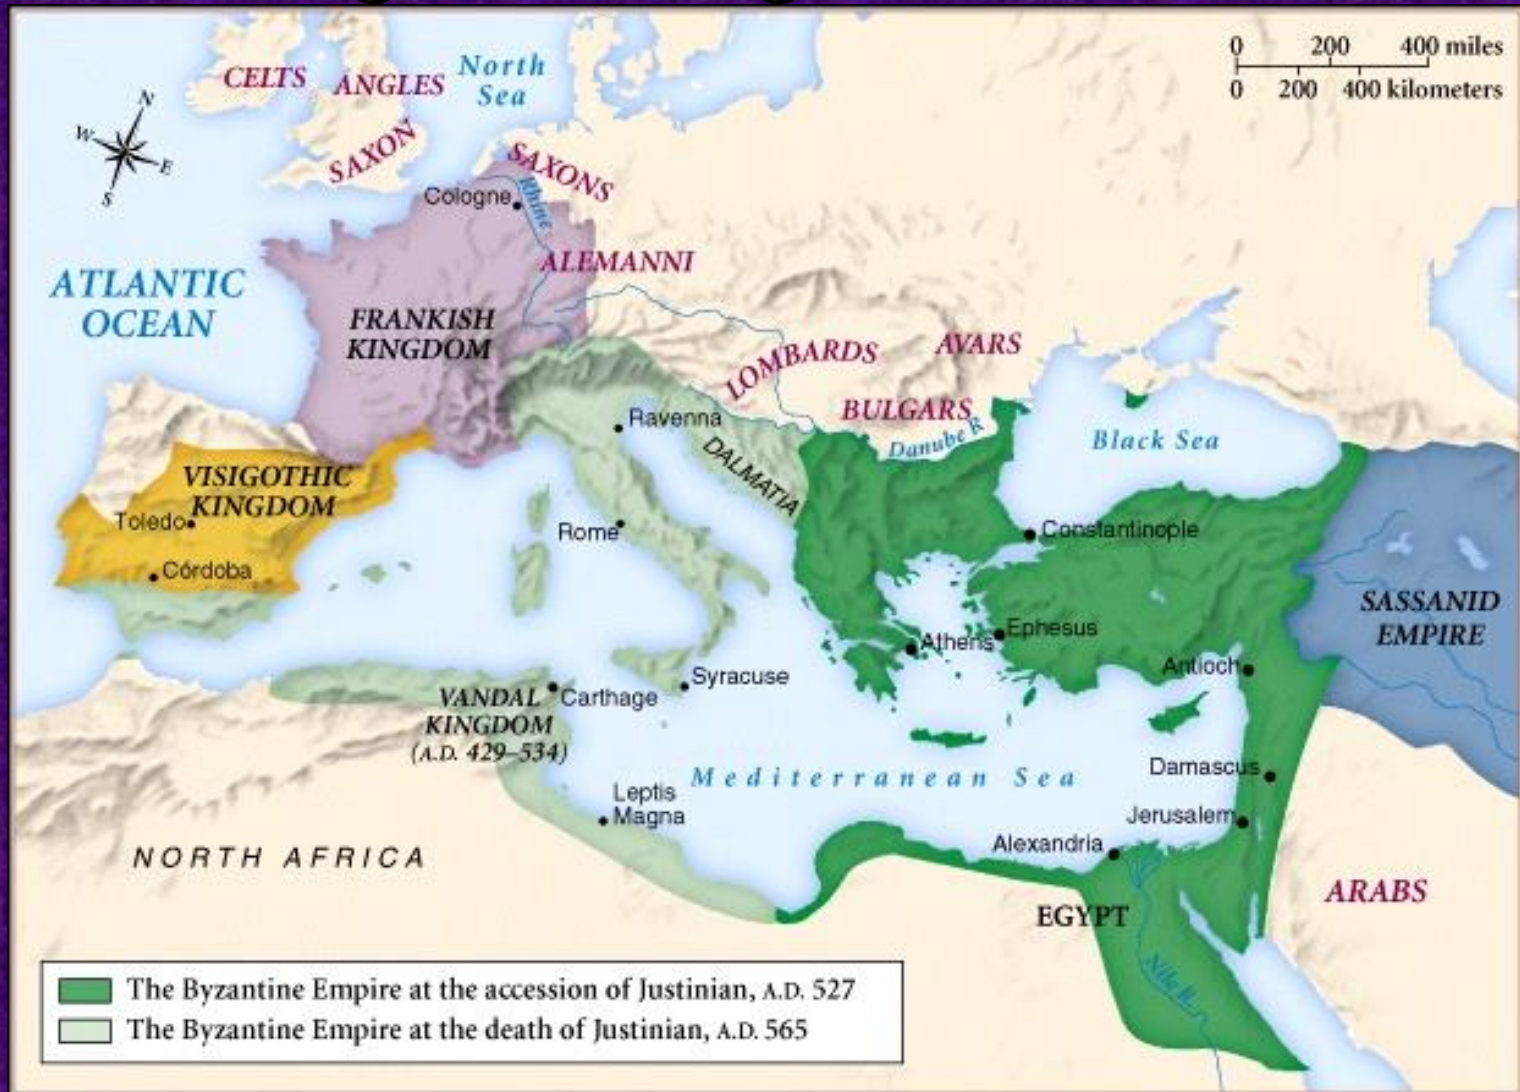 0 200 400 miles
0 200 400 kilometers
N
W
E
S
CELTS
ANGLES
North
Sea
SAXON
SAXONS
Cologne
Rhine
ATLANTIC
OCEAN
ALEMANNI
FRANKISH
KINGDOM
LOMBARDS
AVARS
BULGARS
Danube R
Black Sea
Ravenna
DALMATIA
VISIGOTHIC
KINGDOM
Toledo
Córdoba
Rome
Constantinople
SASSANID
EMPIRE
Athens
Ephesus
Antioch
Syracuse
VANDAL
KINGDOM
(A.D. 429–534)
Carthage
Mediterranean Sea
Damascus
Leptis
Magna
Jerusalem
Alexandria
NORTH AFRICA
EGYPT
ARABS
Nile R.
The Byzantine Empire at the accession of Justinian, A.D. 527
The Byzantine Empire at the death of Justinian, A.D. 565